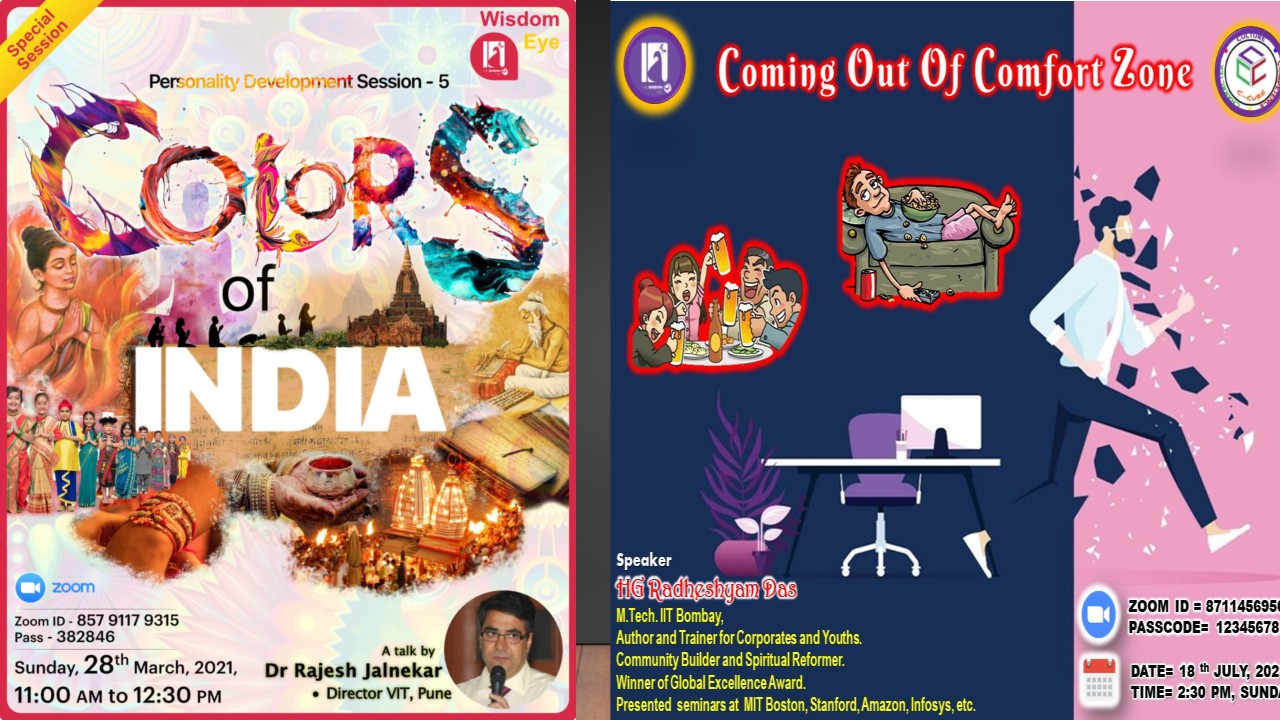 Special
Session
Wisdom
Eye
Personality Development Session - 5
COLORS
of
INDIA
zoom
Zoom ID - 857 9117 9315
Pass - 382846
Sunday, 28th March, 2021,
11:00 AM to 12:30 PM
A talk by
Dr Rajesh Jalnekar
• Director VIT, Pune
Coming Out Of Comfort Zone
CULTURE
C-CUBE
Speaker
HG Radheshyam Das
M.Tech. IIT Bombay,
Author and Trainer for Corporates and Youths.
Community Builder and Spiritual Reformer.
Winner of Global Excellence Award.
Presented seminars at MIT Boston, Stanford, Amazon, Infosys, etc.
ZOOM ID = 8711456956
PASSCODE= 12345678
DATE= 18 th JULY, 202
TIME= 2:30 PM, SUNDA